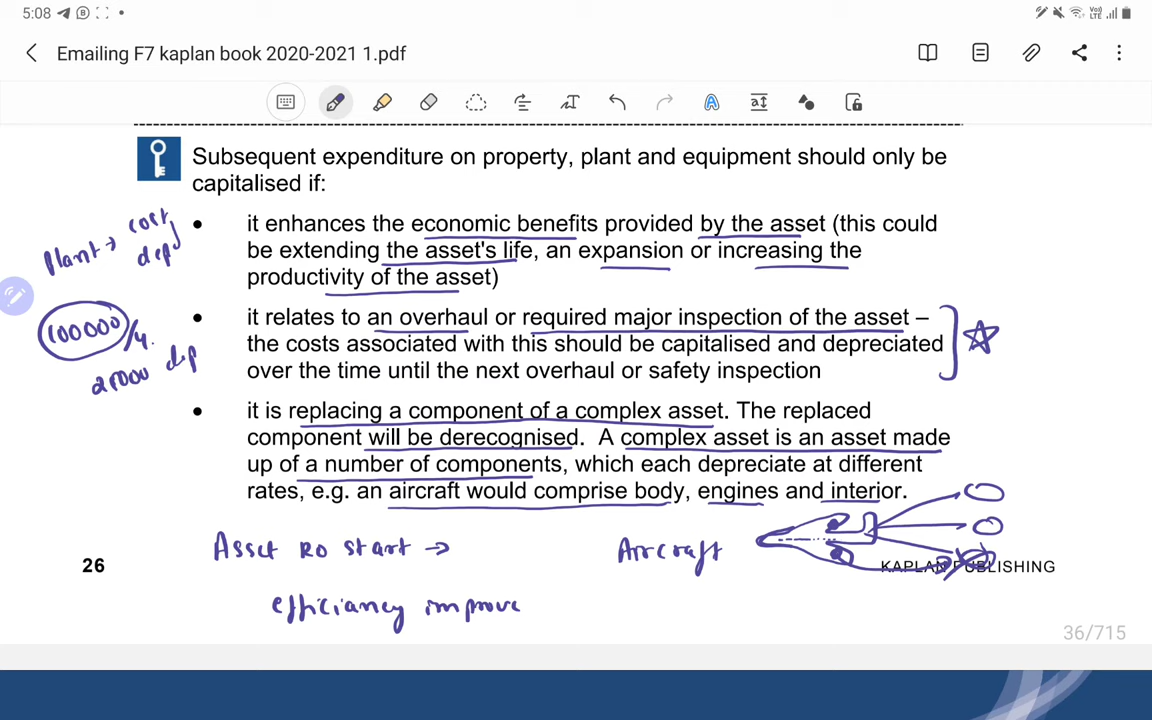 5:08
Emailing F7 kaplan book 2020-2021 1.pdf
Subsequent expenditure on property, plant and equipment should only be
capitalised if:
• it enhances the economic benefits provided by the asset (this could
be extending the asset's life, an expansion or increasing the
productivity of the asset)
plant → cost
dep
• it relates to an overhaul or required major inspection of the asset –
the costs associated with this should be capitalised and depreciated
over the time until the next overhaul or safety inspection
100000/4.
25000 dep
• it is replacing a component of a complex asset. The replaced
component will be derecognised. A complex asset is an asset made
up of a number of components, which each depreciate at different
rates, e.g. an aircraft would comprise body, engines and interior.
Asset RO start →
Aircraft
26
KAPLAN PUBLISHING
efficiancy improve
36/715